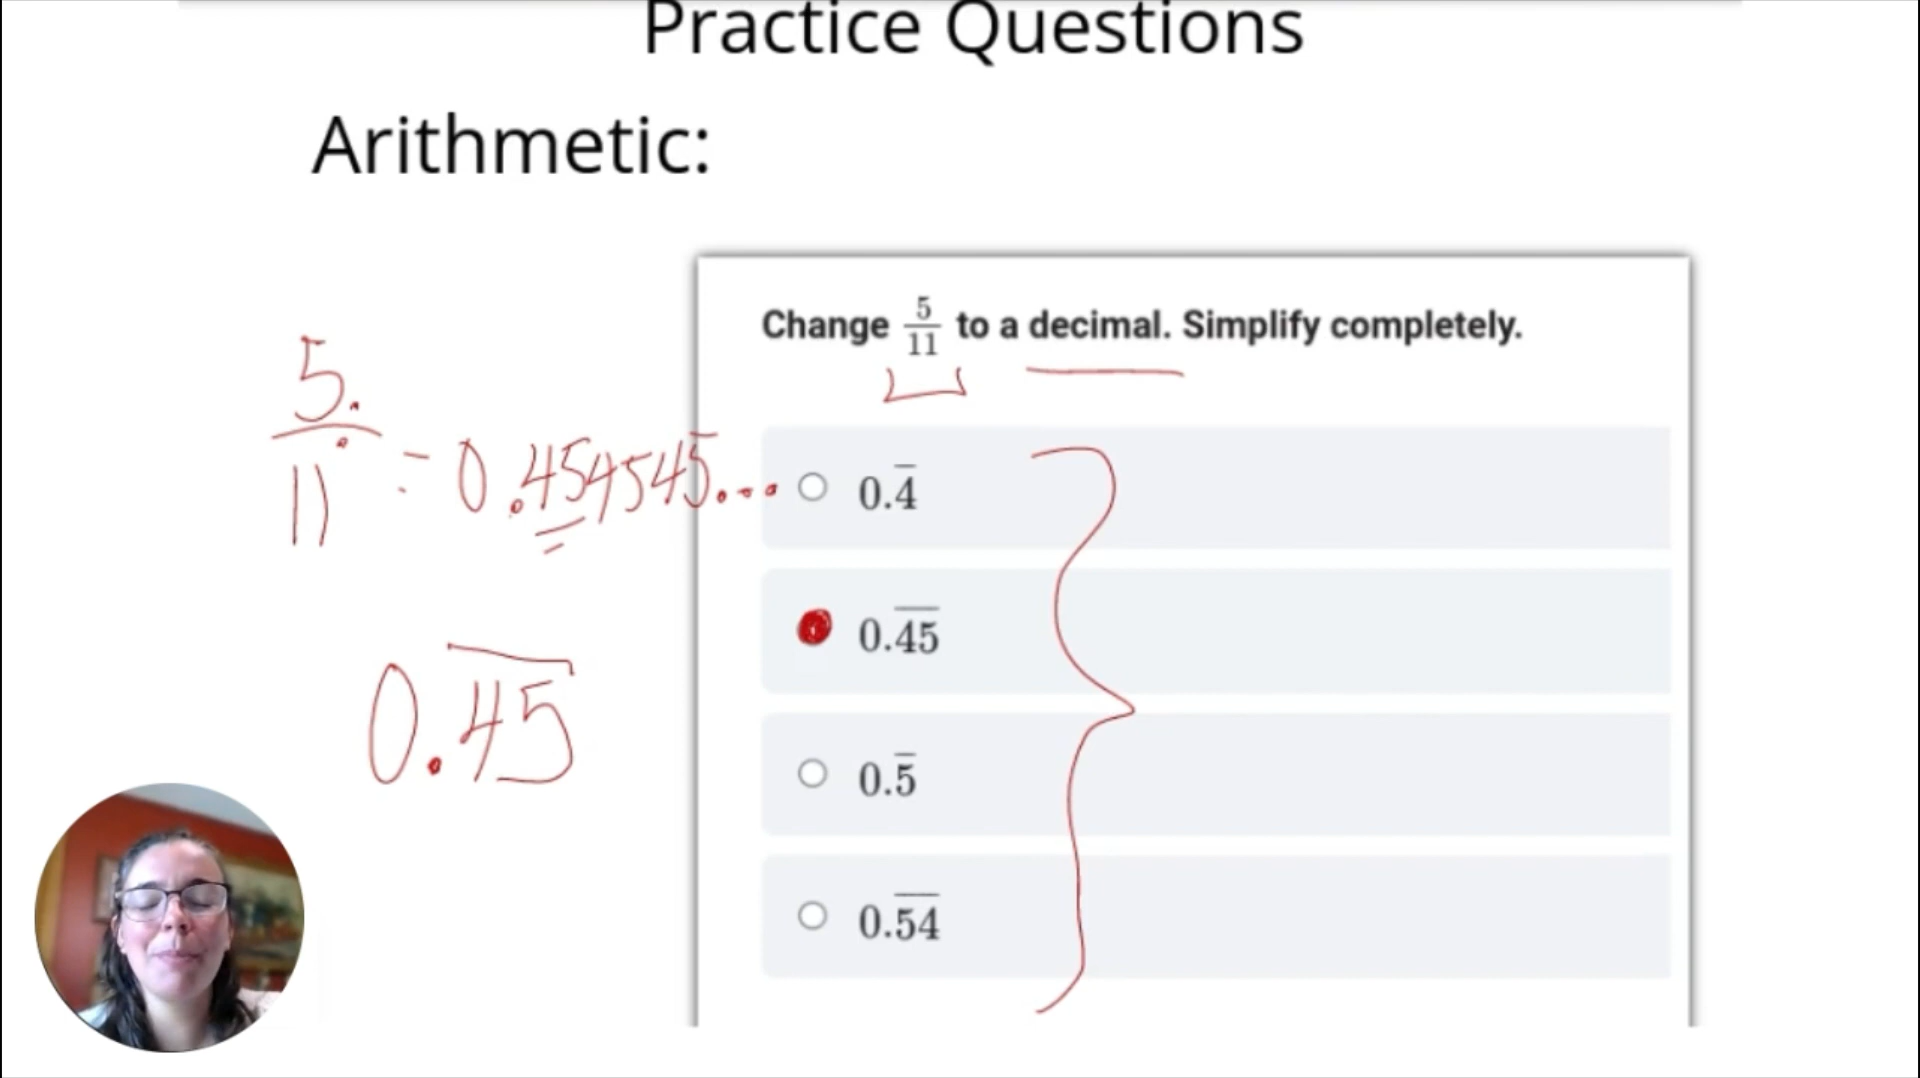 Practice Questions
Arithmetic:
Change 5/11 to a decimal. Simplify completely.
5./11 = 0.454545...
0.4̅
0.4̅5̅
0.4̅5̅
0.5̅
0.5̅4̅